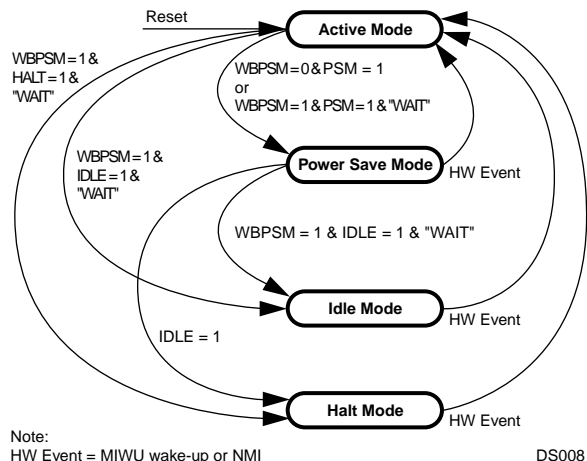 Reset
Active Mode
WBPSM = 1 &
HALT = 1 &
"WAIT"
WBPSM = 0 & PSM = 1
or
WBPSM = 1 & PSM = 1 & "WAIT"
WBPSM = 1 &
IDLE = 1 &
"WAIT"
Power Save Mode
HW Event
WBPSM = 1 & IDLE = 1 & "WAIT"
Idle Mode
HW Event
IDLE = 1
Halt Mode
HW Event
Note:
HW Event = MIWU wake-up or NMI
DS008